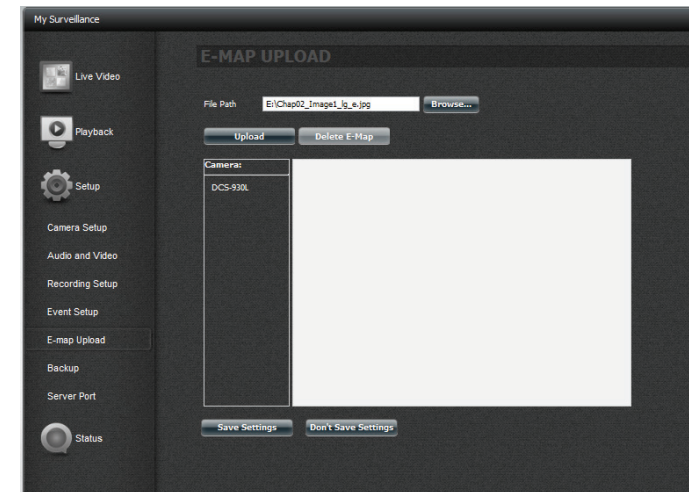 My Surveillance
Live Video
Playback
Setup
Camera Setup
Audio and Video
Recording Setup
Event Setup
E-map Upload
Backup
Server Port
Status
E-MAP UPLOAD
File Path E:\Chap02_Image1_lg_e.jpg Browse...
Upload Delete E-Map
Camera:
DCS-930L
Save Settings Don't Save Settings